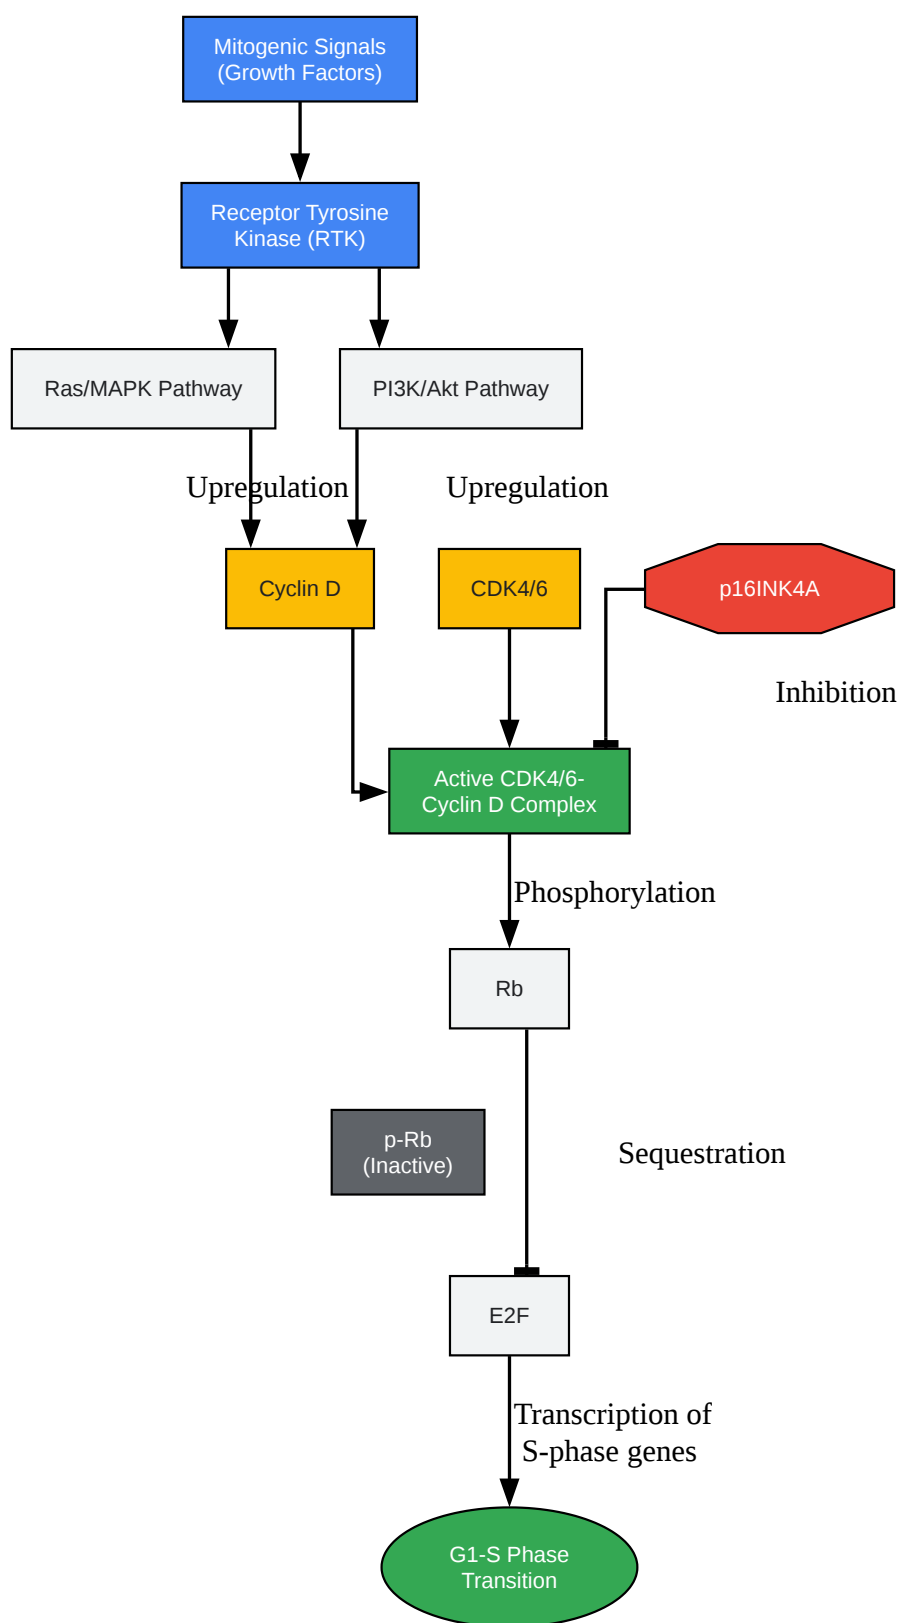 Mitogenic Signals
(Growth Factors)
Receptor Tyrosine
Kinase (RTK)
Ras/MAPK Pathway
PI3K/Akt Pathway
Upregulation
Upregulation
Cyclin D
CDK4/6
p16INK4A
Inhibition
Active CDK4/6-
Cyclin D Complex
Phosphorylation
Rb
p-Rb
(Inactive)
Sequestration
E2F
Transcription of
S-phase genes
G1-S Phase
Transition